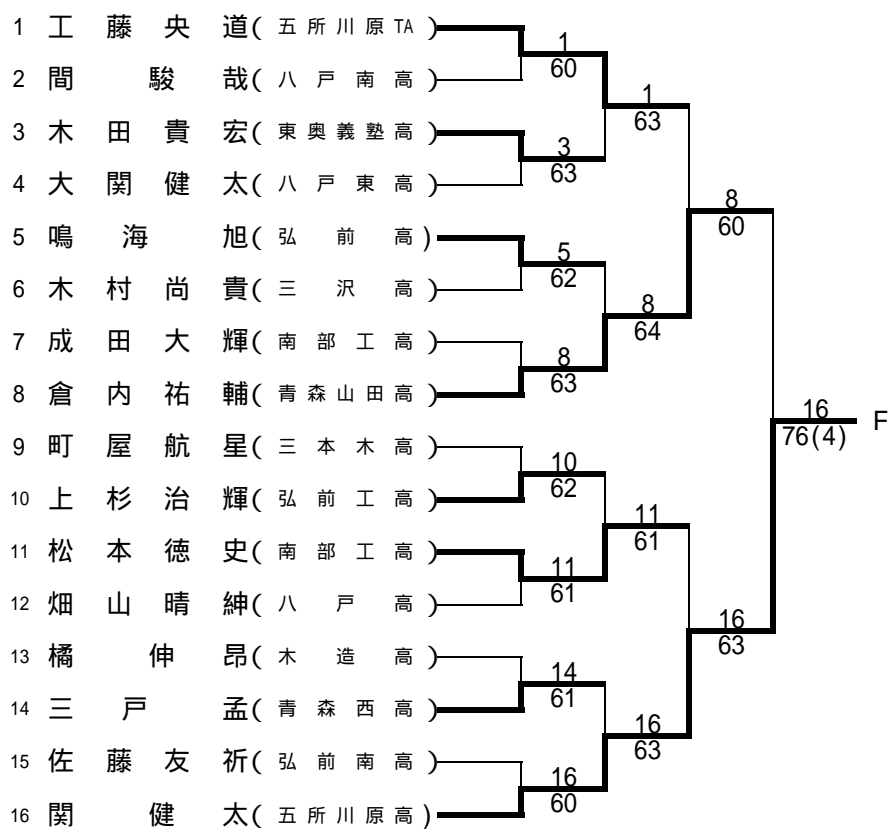 1 工藤央道(五所川原TA)
2 間駿哉(八戸南高)
3 木田貴宏(東奥義塾高)
4 大関健太(八戸東高)
5 鳴海旭(弘前高)
6 木村尚貴(三沢高)
7 成田大輝(南部工高)
8 倉内祐輔(青森山田高)
9 町屋航星(三本木高)
10 上杉治輝(弘前工高)
11 松本徳史(南部工高)
12 畑山晴紳(八戸高)
13 橘伸昂(木造高)
14 三戸孟(青森西高)
15 佐藤友祈(弘前南高)
16 関健太(五所川原高)
1
60
3
63
5
62
8
63
10
62
11
61
14
61
16
60
1
63
8
64
11
61
16
63
8
60
16
63
16
76(4)
F